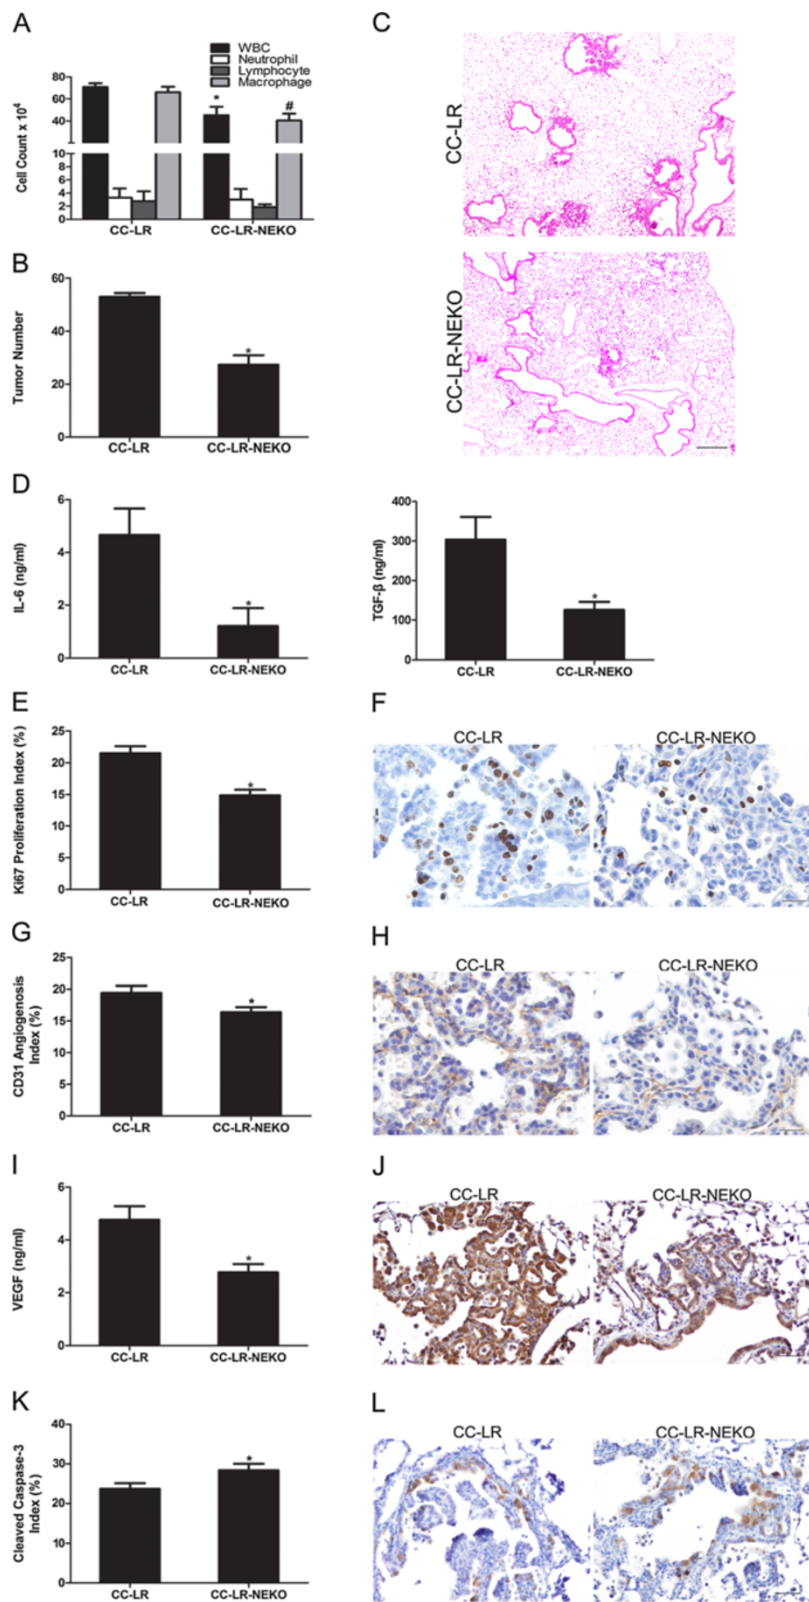 A
WBC
Neutrophil
Lymphocyte
Macrophage
Cell Count x 10⁴
80
60
40
10
8
6
4
2
0
*
#
CC-LR
CC-LR-NEKO
B
Tumor Number
60
40
20
0
*
CC-LR
CC-LR-NEKO
C
CC-LR
CC-LR-NEKO
D
IL-6 (ng/ml)
6
4
2
0
*
CC-LR
CC-LR-NEKO
TGF-β (ng/ml)
400
300
200
100
0
*
CC-LR
CC-LR-NEKO
E
Ki67 Proliferation Index (%)
25
20
15
10
5
0
*
CC-LR
CC-LR-NEKO
F
CC-LR
CC-LR-NEKO
G
CD31 Angiogenosis
Index (%)
25
20
15
10
5
0
*
CC-LR
CC-LR-NEKO
H
CC-LR
CC-LR-NEKO
I
VEGF (ng/ml)
6
4
2
0
*
CC-LR
CC-LR-NEKO
J
CC-LR
CC-LR-NEKO
K
Cleaved Caspase-3
Index (%)
40
30
20
10
0
*
CC-LR
CC-LR-NEKO
L
CC-LR
CC-LR-NEKO